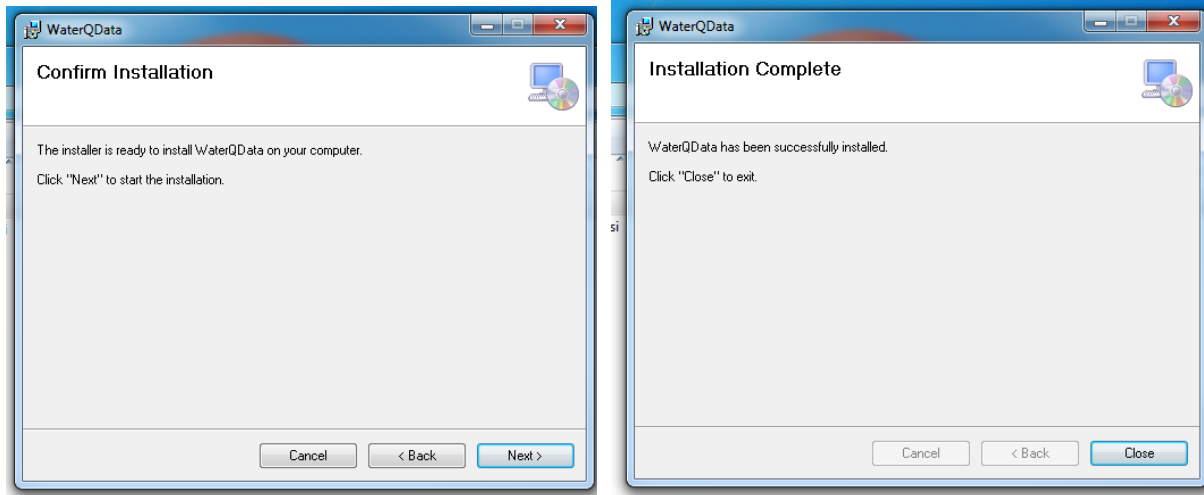 WaterQData
Confirm Installation
The installer is ready to install WaterQData on your computer.
Click "Next" to start the installation.
Cancel
< Back
Next >
WaterQData
Installation Complete
WaterQData has been successfully installed.
Click "Close" to exit.
si
Cancel
< Back
Close